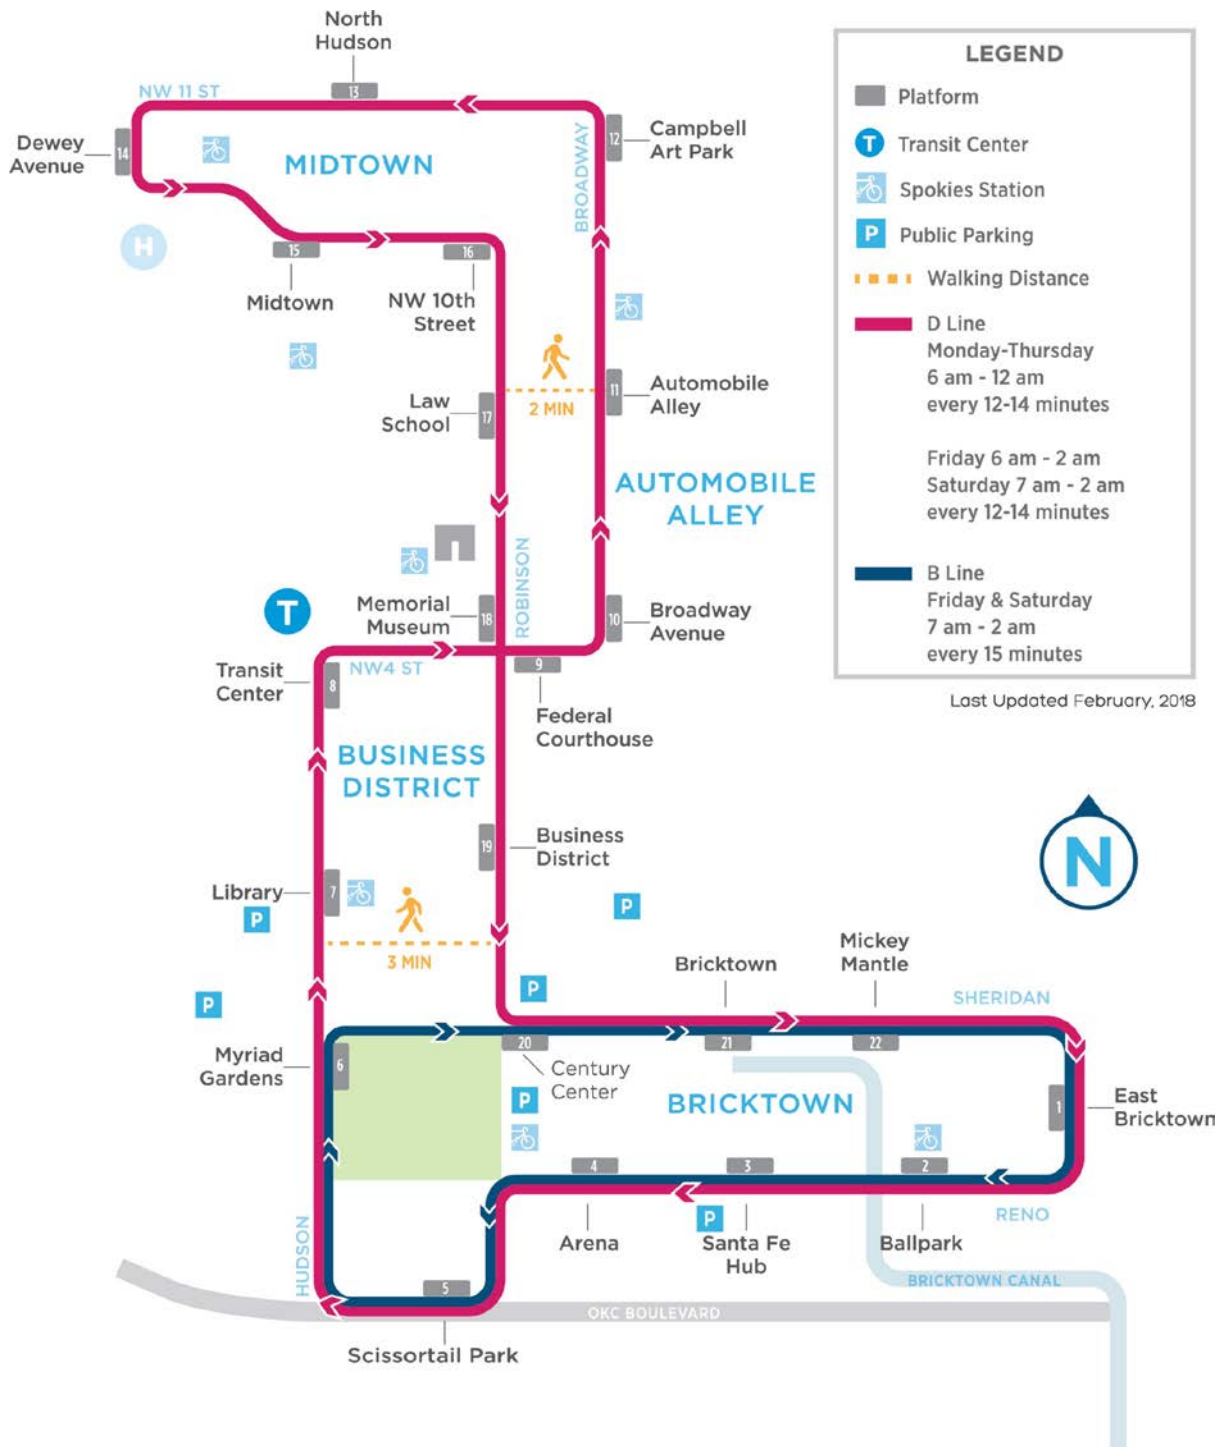 North
Hudson
13
NW 11 ST
Dewey
Avenue
14
MIDTOWN
BROADWAY
12
Campbell
Art Park
H
15
16
Midtown
NW 10th
Street
Law
School
17
2 MIN
11
Automobile
Alley
AUTOMOBILE
ALLEY
T
Memorial
Museum
18
ROBINSON
10
Broadway
Avenue
Transit
Center
8
NW4 ST
9
Federal
Courthouse
BUSINESS
DISTRICT
19
Business
District
Library
7
P
P
3 MIN
P
P
Bricktown
Mickey
Mantle
SHERIDAN
Myriad
Gardens
6
20
21
22
Century
Center
P
BRICKTOWN
1
East
Bricktown
4
3
2
HUDSON
P
Arena
Santa Fe
Hub
Ballpark
RENO
BRICKTOWN CANAL
5
OKC BOULEVARD
Scissortail Park
LEGEND
Platform
T
Transit Center
Spokies Station
P
Public Parking
Walking Distance
D Line
Monday-Thursday
6 am - 12 am
every 12-14 minutes
Friday 6 am - 2 am
Saturday 7 am - 2 am
every 12-14 minutes
B Line
Friday & Saturday
7 am - 2 am
every 15 minutes
Last Updated February, 2018
N